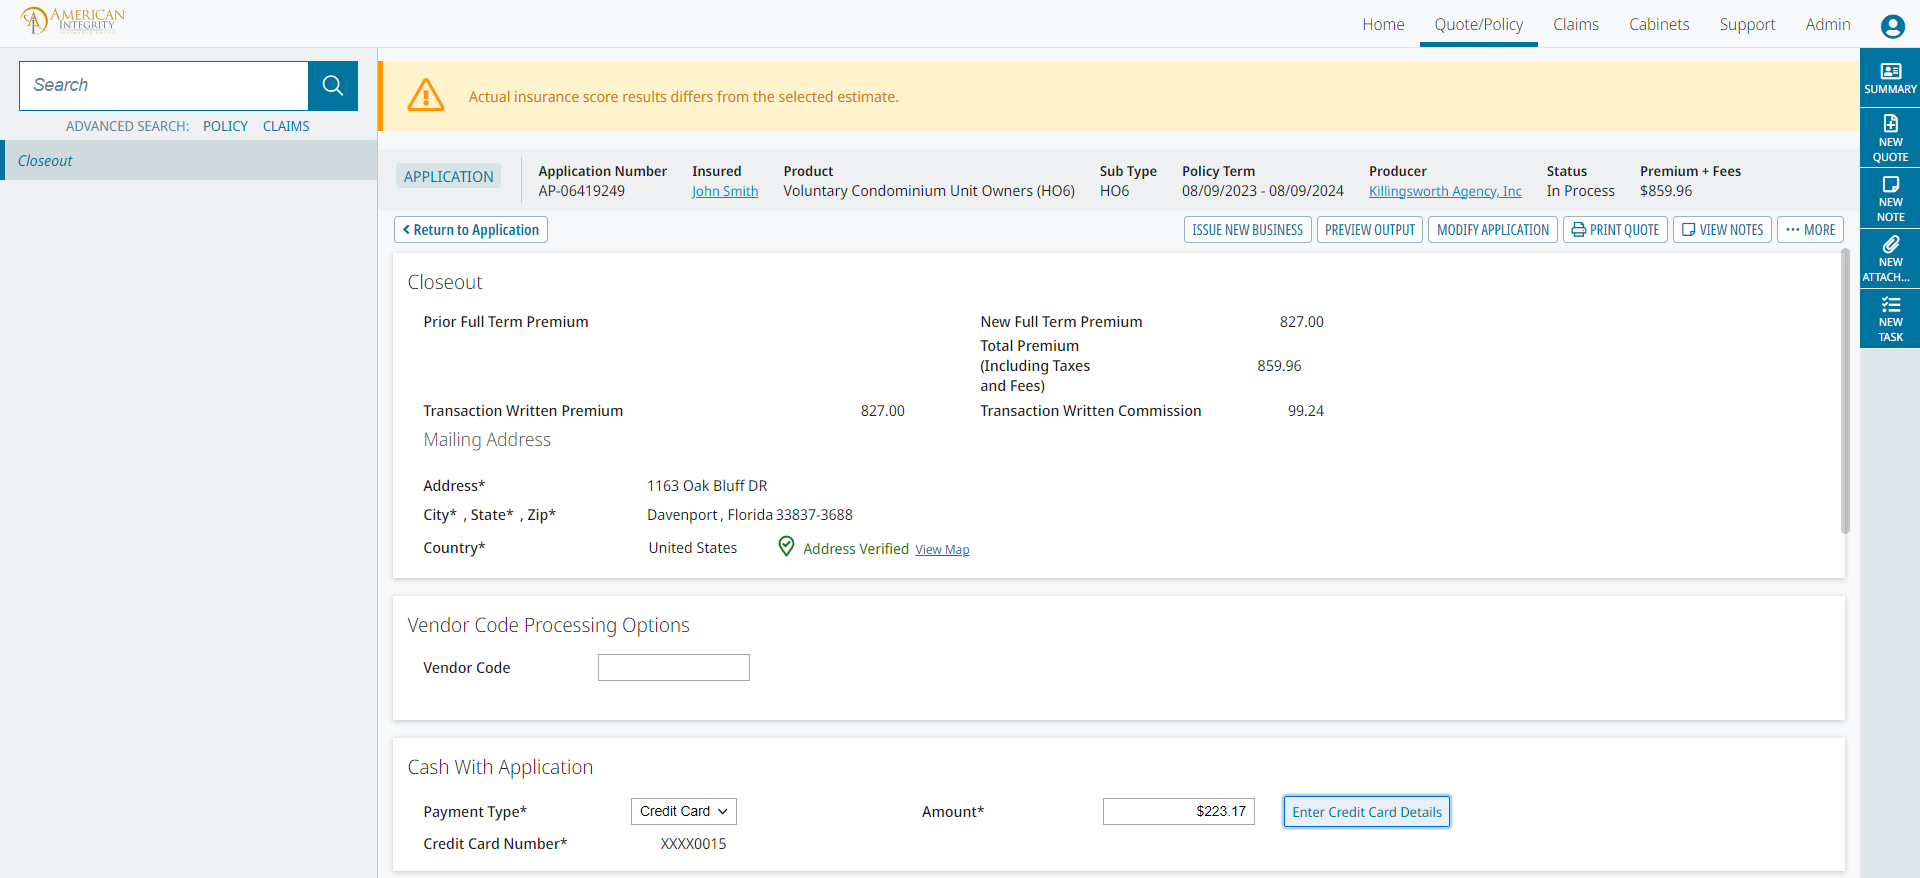 AMERICAN
INTEGRITY
Home
Quote/Policy
Claims
Cabinets
Support
Admin
Search
ADVANCED SEARCH: POLICY CLAIMS
Closeout
Actual insurance score results differs from the selected estimate.
APPLICATION
Application Number
AP-06419249
Insured
John Smith
Product
Voluntary Condominium Unit Owners (HO6)
Sub Type
HO6
Policy Term
08/09/2023 - 08/09/2024
Producer
Killingsworth Agency, Inc
Status
In Process
Premium + Fees
$859.96
Return to Application
ISSUE NEW BUSINESS
PREVIEW OUTPUT
MODIFY APPLICATION
PRINT QUOTE
VIEW NOTES
··· MORE
SUMMARY
NEW
QUOTE
NEW
NOTE
NEW
ATTACH...
NEW
TASK
Closeout
Prior Full Term Premium
New Full Term Premium 827.00
Total Premium
(Including Taxes 859.96
and Fees)
Transaction Written Premium 827.00
Transaction Written Commission 99.24
Mailing Address
Address* 1163 Oak Bluff DR
City* , State* , Zip* Davenport , Florida 33837-3688
Country* United States Address Verified View Map
Vendor Code Processing Options
Vendor Code
Cash With Application
Payment Type* Credit Card Amount* $223.17 Enter Credit Card Details
Credit Card Number* XXXX0015